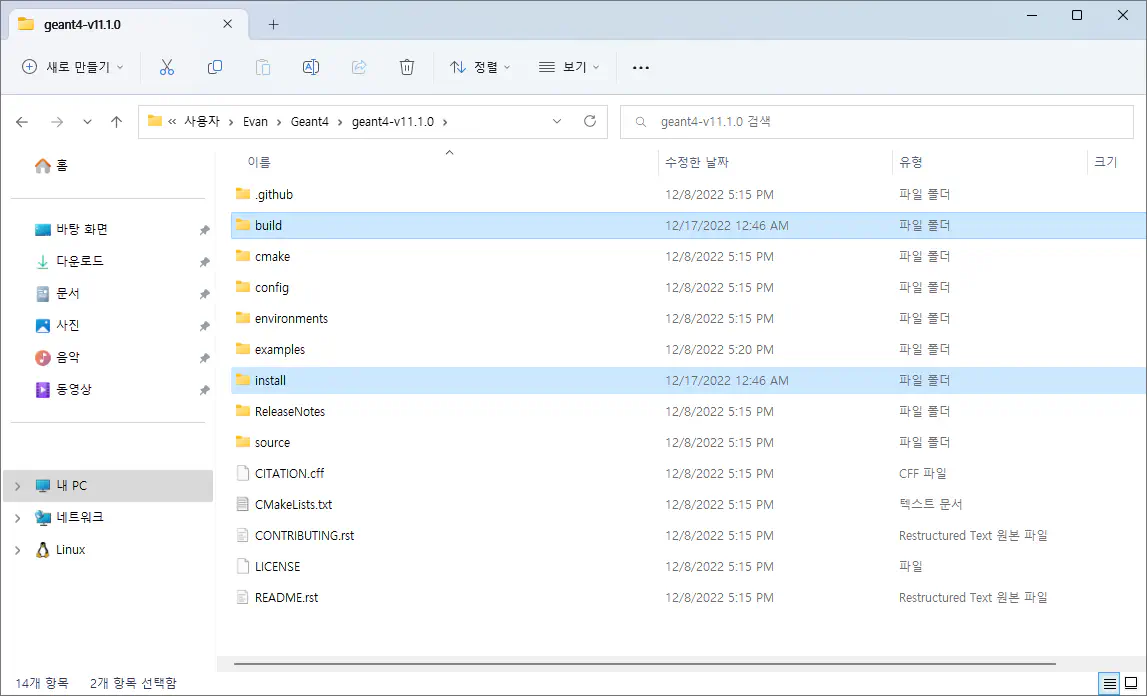 geant4-v11.1.0
새로 만들기 정렬 보기
« 사용자 > Evan > Geant4 > geant4-v11.1.0 > geant4-v11.1.0 검색
홈
바탕 화면
다운로드
문서
사진
음악
동영상
내 PC
네트워크
Linux
이름 수정한 날짜 유형 크기
.github 12/8/2022 5:15 PM 파일 폴더
build 12/17/2022 12:46 AM 파일 폴더
cmake 12/8/2022 5:15 PM 파일 폴더
config 12/8/2022 5:15 PM 파일 폴더
environments 12/8/2022 5:15 PM 파일 폴더
examples 12/8/2022 5:20 PM 파일 폴더
install 12/17/2022 12:46 AM 파일 폴더
ReleaseNotes 12/8/2022 5:15 PM 파일 폴더
source 12/8/2022 5:15 PM 파일 폴더
CITATION.cff 12/8/2022 5:15 PM CFF 파일
CMakeLists.txt 12/8/2022 5:15 PM 텍스트 문서
CONTRIBUTING.rst 12/8/2022 5:15 PM Restructured Text 원본 파일
LICENSE 12/8/2022 5:15 PM 파일
README.rst 12/8/2022 5:15 PM Restructured Text 원본 파일
14개 항목 2개 항목 선택함